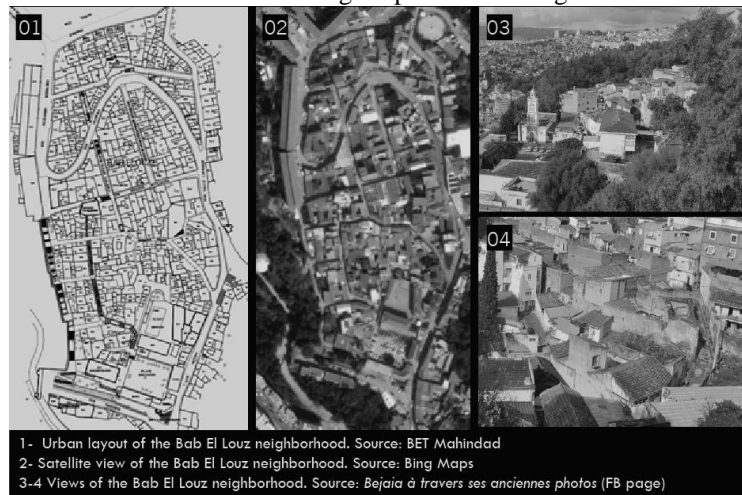 01
02
03
04
1- Urban layout of the Bab El Louz neighborhood. Source: BET Mahindad
2- Satellite view of the Bab El Louz neighborhood. Source: Bing Maps
3-4 Views of the Bab El Louz neighborhood. Source: Bejaia à travers ses anciennes photos (FB page)